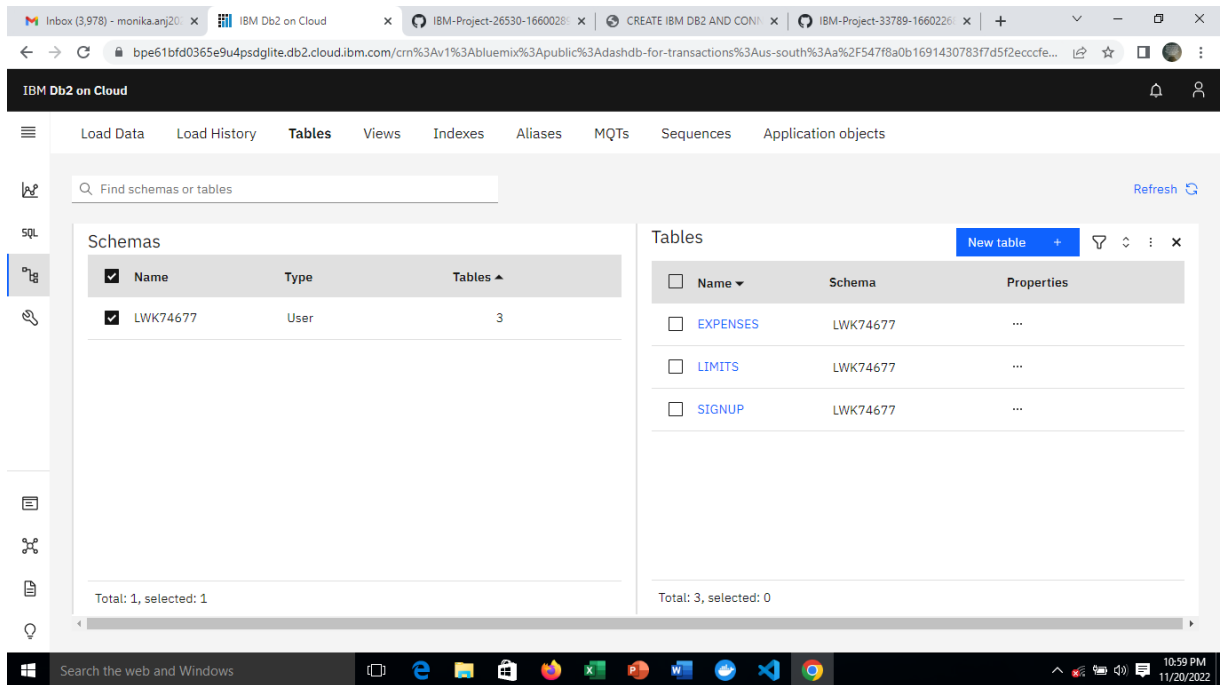 Inbox (3,978) - monika.anj20
IBM Db2 on Cloud
IBM-Project-26530-1660028
CREATE IBM DB2 AND CONN
IBM-Project-33789-1660226
bpe61bfd0365e9u4psdglite.db2.cloud.ibm.com/crn%3Av1%3Abluemix%3Apublic%3Adashdb-for-transactions%3Aus-south%3Aa%2F547f8a0b1691430783f7d5f2ecccfe...
IBM Db2 on Cloud
Load Data Load History Tables Views Indexes Aliases MQTs Sequences Application objects
Find schemas or tables
Refresh
SQL
Schemas
Name Type Tables
LWK74677 User 3
Total: 1, selected: 1
Tables
New table +
Name Schema Properties
EXPENSES LWK74677 ...
LIMITS LWK74677 ...
SIGNUP LWK74677 ...
Total: 3, selected: 0
Search the web and Windows
10:59 PM
11/20/2022